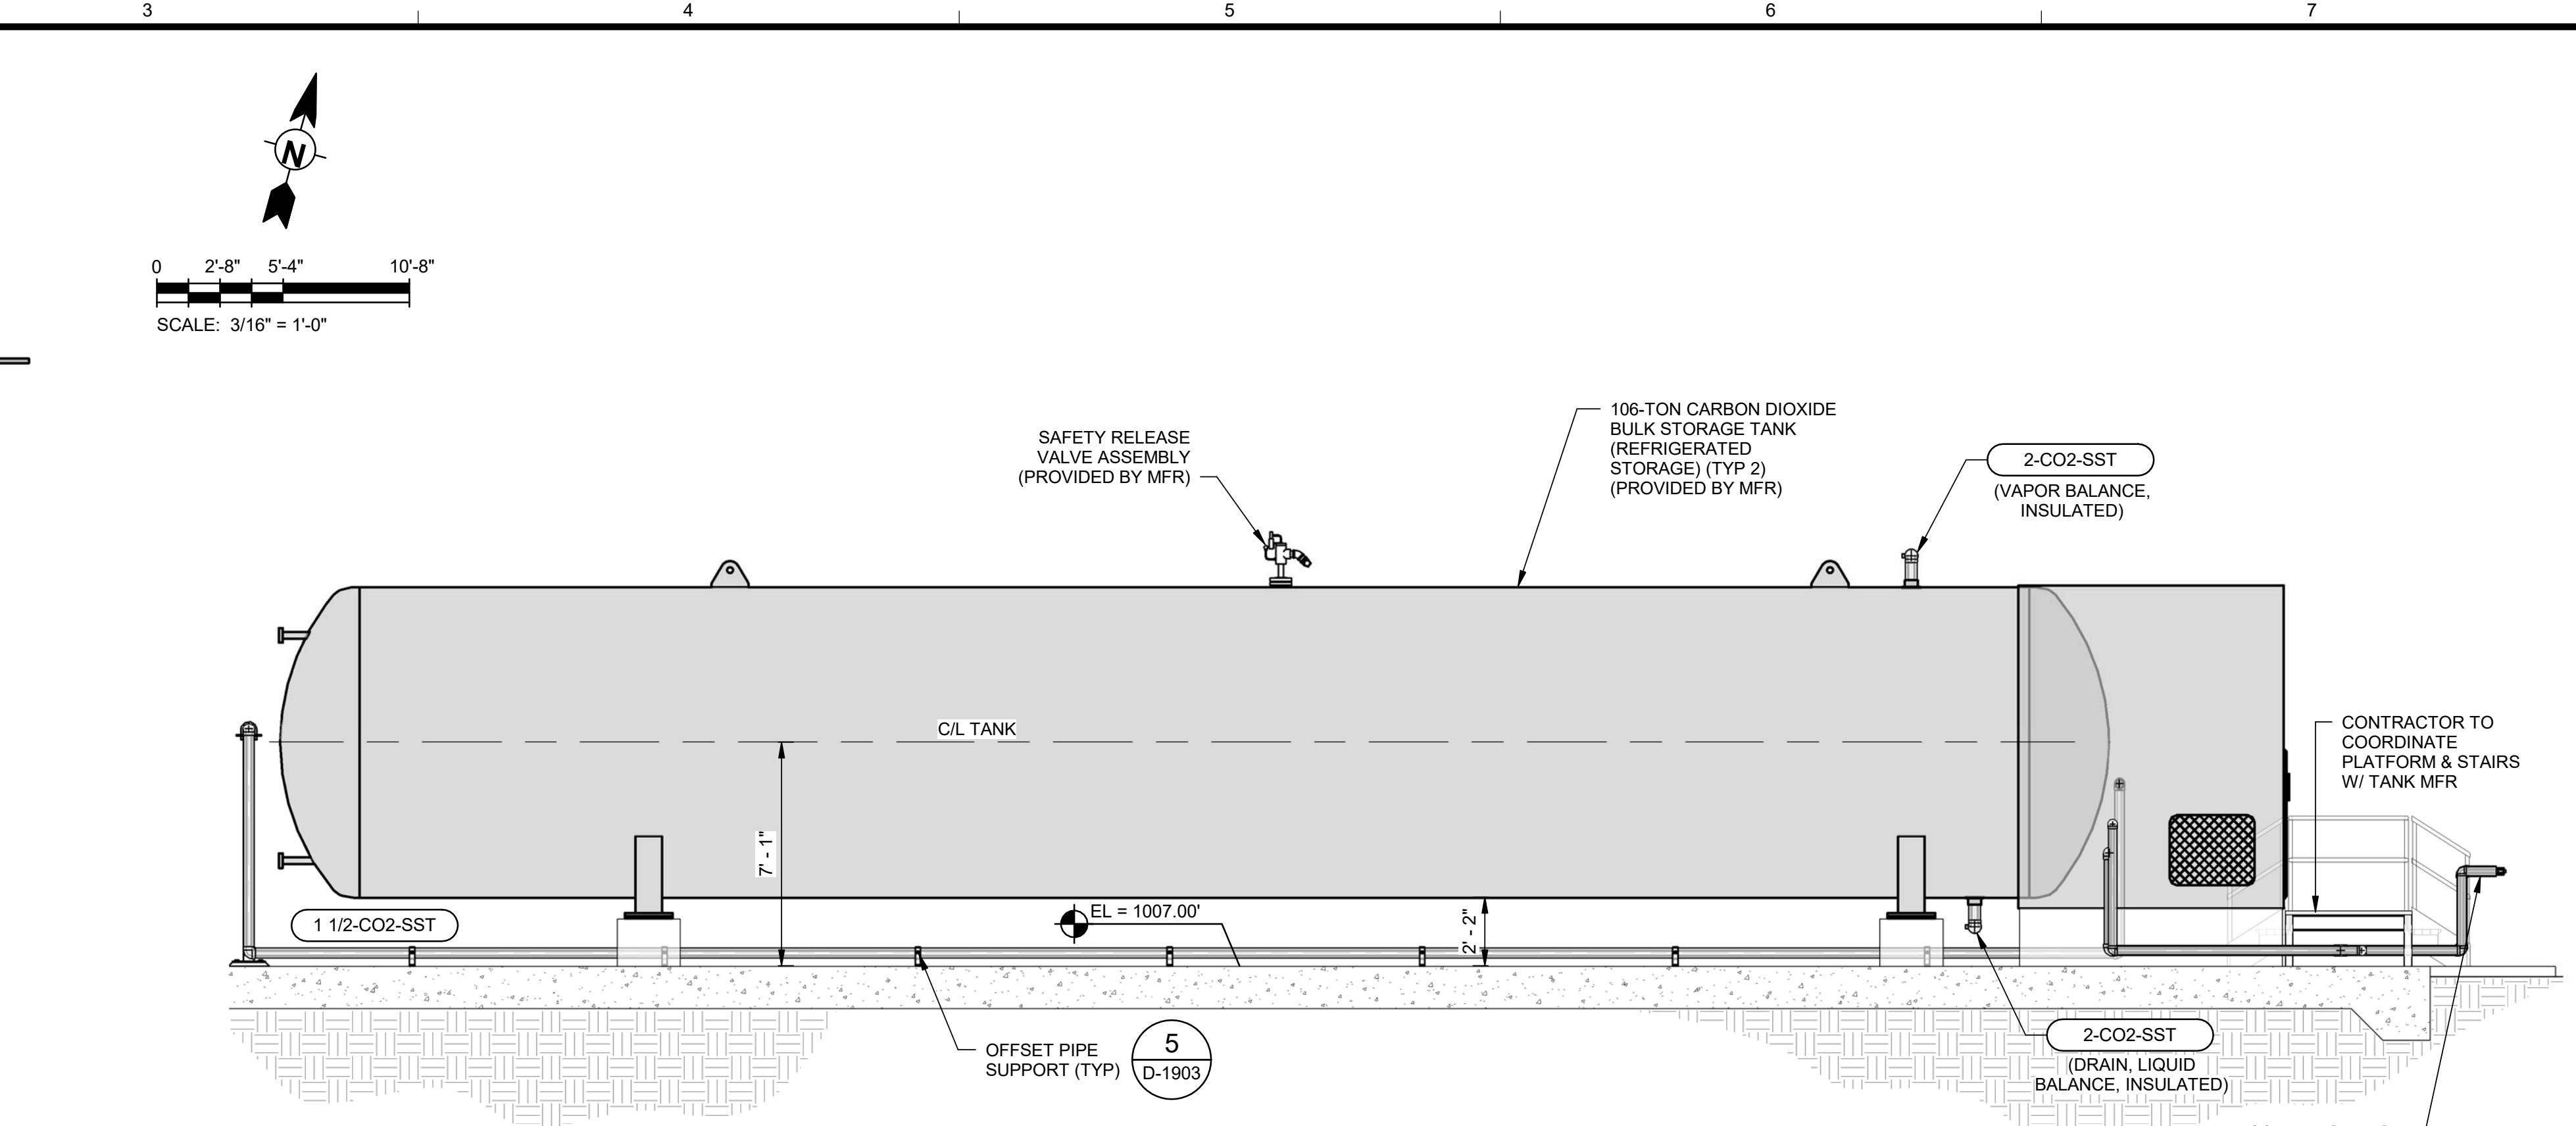 3
4
5
6
7
N
0
2'-8"
5'-4"
10'-8"
SCALE: 3/16" = 1'-0"
SAFETY RELEASE
VALVE ASSEMBLY
(PROVIDED BY MFR)
106-TON CARBON DIOXIDE
BULK STORAGE TANK
(REFRIGERATED
STORAGE) (TYP 2)
(PROVIDED BY MFR)
2-CO2-SST
(VAPOR BALANCE,
INSULATED)
C/L TANK
CONTRACTOR TO
COORDINATE
PLATFORM & STAIRS
W/ TANK MFR
7' - 1"
1 1/2-CO2-SST
EL = 1007.00'
2' - 2"
OFFSET PIPE
SUPPORT (TYP)
5
D-1903
2-CO2-SST
(DRAIN, LIQUID
BALANCE, INSULATED)